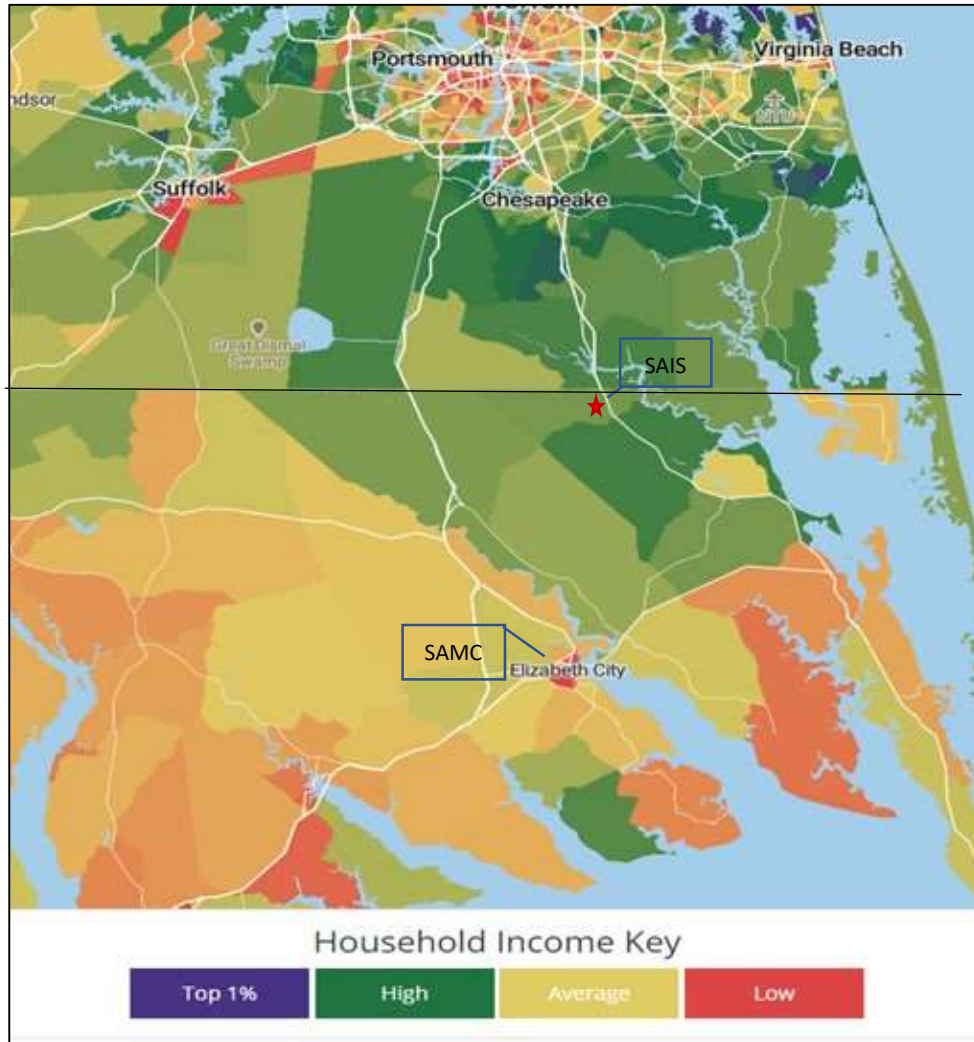 Portsmouth
Virginia Beach
ndsor
NTU
Suffolk
Chesapeake
Great Dismal
Swamp
SAIS
SAMC
Elizabeth City
Household Income Key
Top 1%
High
Average
Low